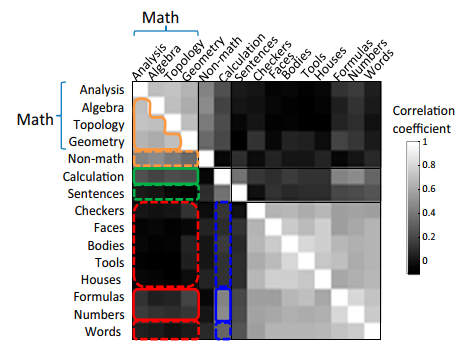 Math
Analysis
Algebra
Topology
Geometry
Non-math
Calculation
Sentences
Checkers
Faces
Bodies
Tools
Houses
Formulas
Numbers
Words
Math
Analysis
Algebra
Topology
Geometry
Non-math
Calculation
Sentences
Checkers
Faces
Bodies
Tools
Houses
Formulas
Numbers
Words
Correlation
coefficient
1
0.8
0.6
0.4
0.2
0